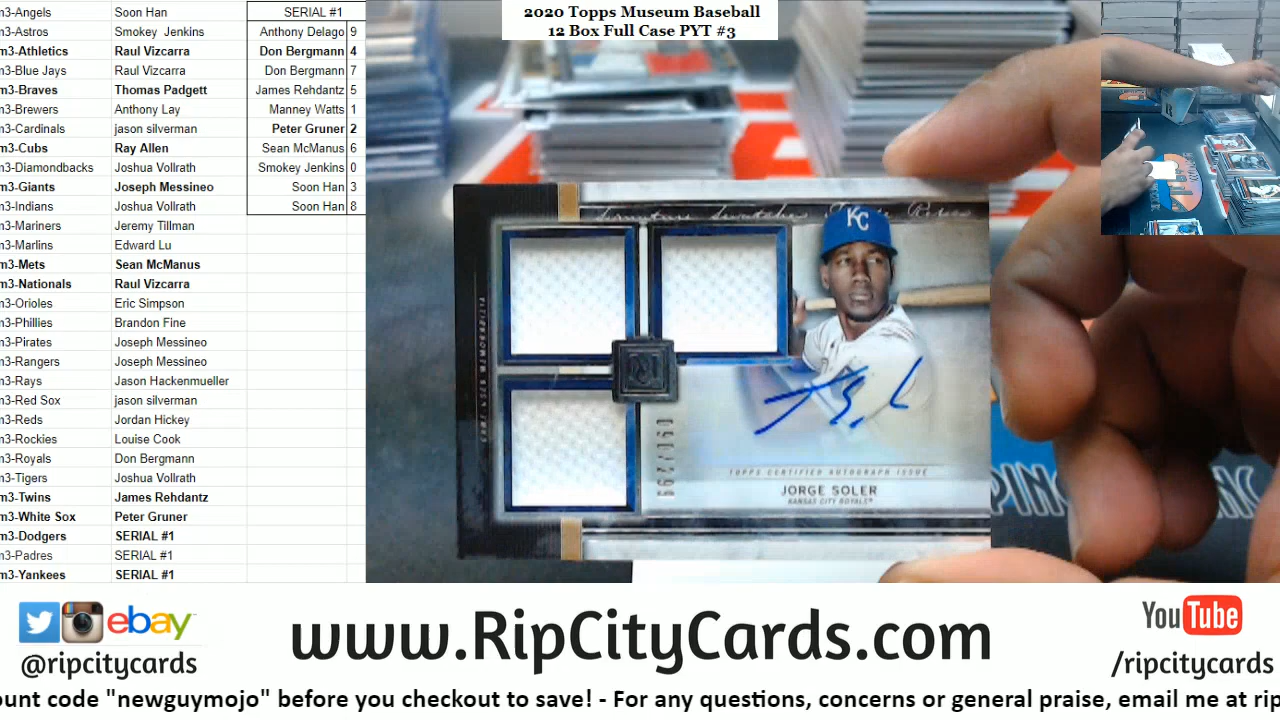 m3-Angels Soon Han SERIAL #1
m3-Astros Smokey Jenkins Anthony Delago 9
m3-Athletics Raul Vizcarra Don Bergmann 4
m3-Blue Jays Raul Vizcarra Don Bergmann 7
m3-Braves Thomas Padgett James Rehdantz 5
m3-Brewers Anthony Lay Manney Watts 1
m3-Cardinals jason silverman Peter Gruner 2
m3-Cubs Ray Allen Sean McManus 6
m3-Diamondbacks Joshua Vollrath Smokey Jenkins 0
m3-Giants Joseph Messineo Soon Han 3
m3-Indians Joshua Vollrath Soon Han 8
m3-Mariners Jeremy Tillman
m3-Marlins Edward Lu
m3-Mets Sean McManus
m3-Nationals Raul Vizcarra
m3-Orioles Eric Simpson
m3-Phillies Brandon Fine
m3-Pirates Joseph Messineo
m3-Rangers Joseph Messineo
m3-Rays Jason Hackenmueller
m3-Red Sox jason silverman
m3-Reds Jordan Hickey
m3-Rockies Louise Cook
m3-Royals Don Bergmann
m3-Tigers Joshua Vollrath
m3-Twins James Rehdantz
m3-White Sox Peter Gruner
m3-Dodgers SERIAL #1
m3-Padres SERIAL #1
m3-Yankees SERIAL #1
2020 Topps Museum Baseball
12 Box Full Case PYT #3
Signature Swatches Triple Relics
KC
090/299
TOPPS CERTIFIED AUTOGRAPH ISSUE
JORGE SOLER
KANSAS CITY ROYALS
ebay
@ripcitycards
www.RipCityCards.com
YouTube
/ripcitycards
ount code "newguymojo" before you checkout to save! - For any questions, concerns or general praise, email me at rip